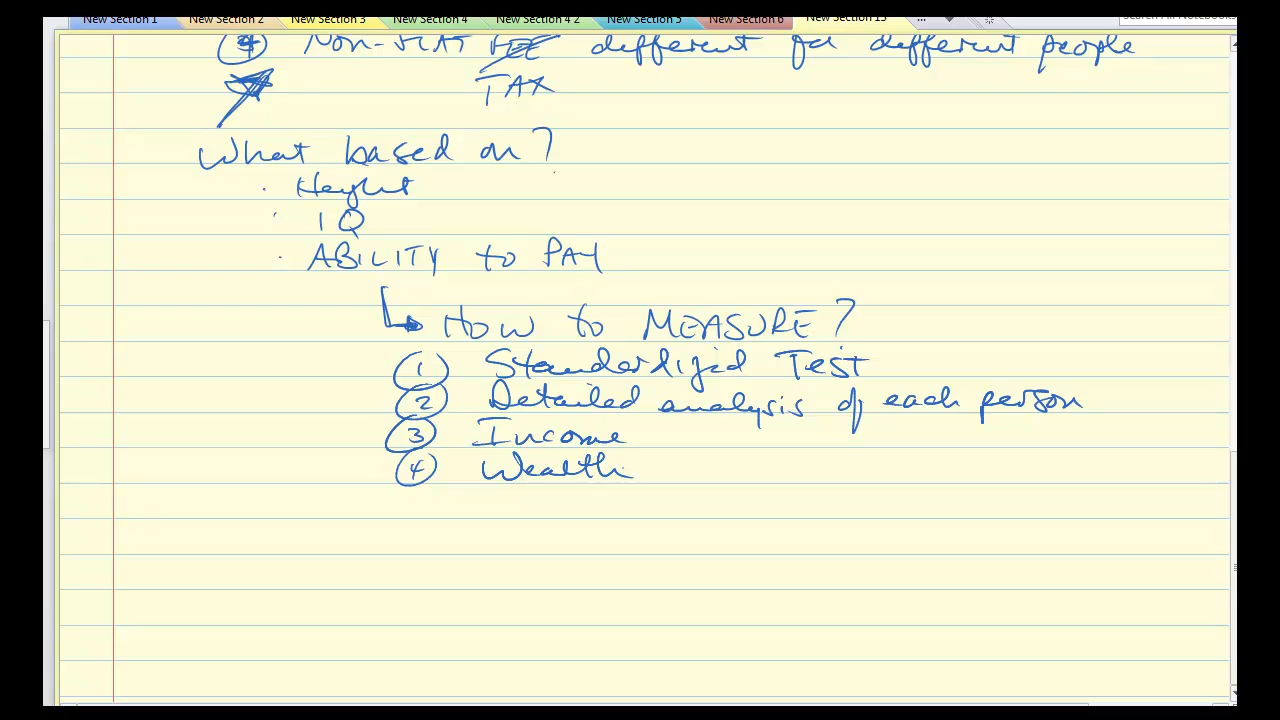 New Section 1 New Section 2 New Section 3 New Section 4 New Section 4 2 New Section 5 New Section 6 New Section 13 ... Search All Notebooks
4 Non-FLAT FEE different for different people
TAX
What based on?
· Height
· IQ
· ABILITY to PAY
HOW to MEASURE?
1 Standardized Test
2 Detailed analysis of each person
3 Income
4 Wealth